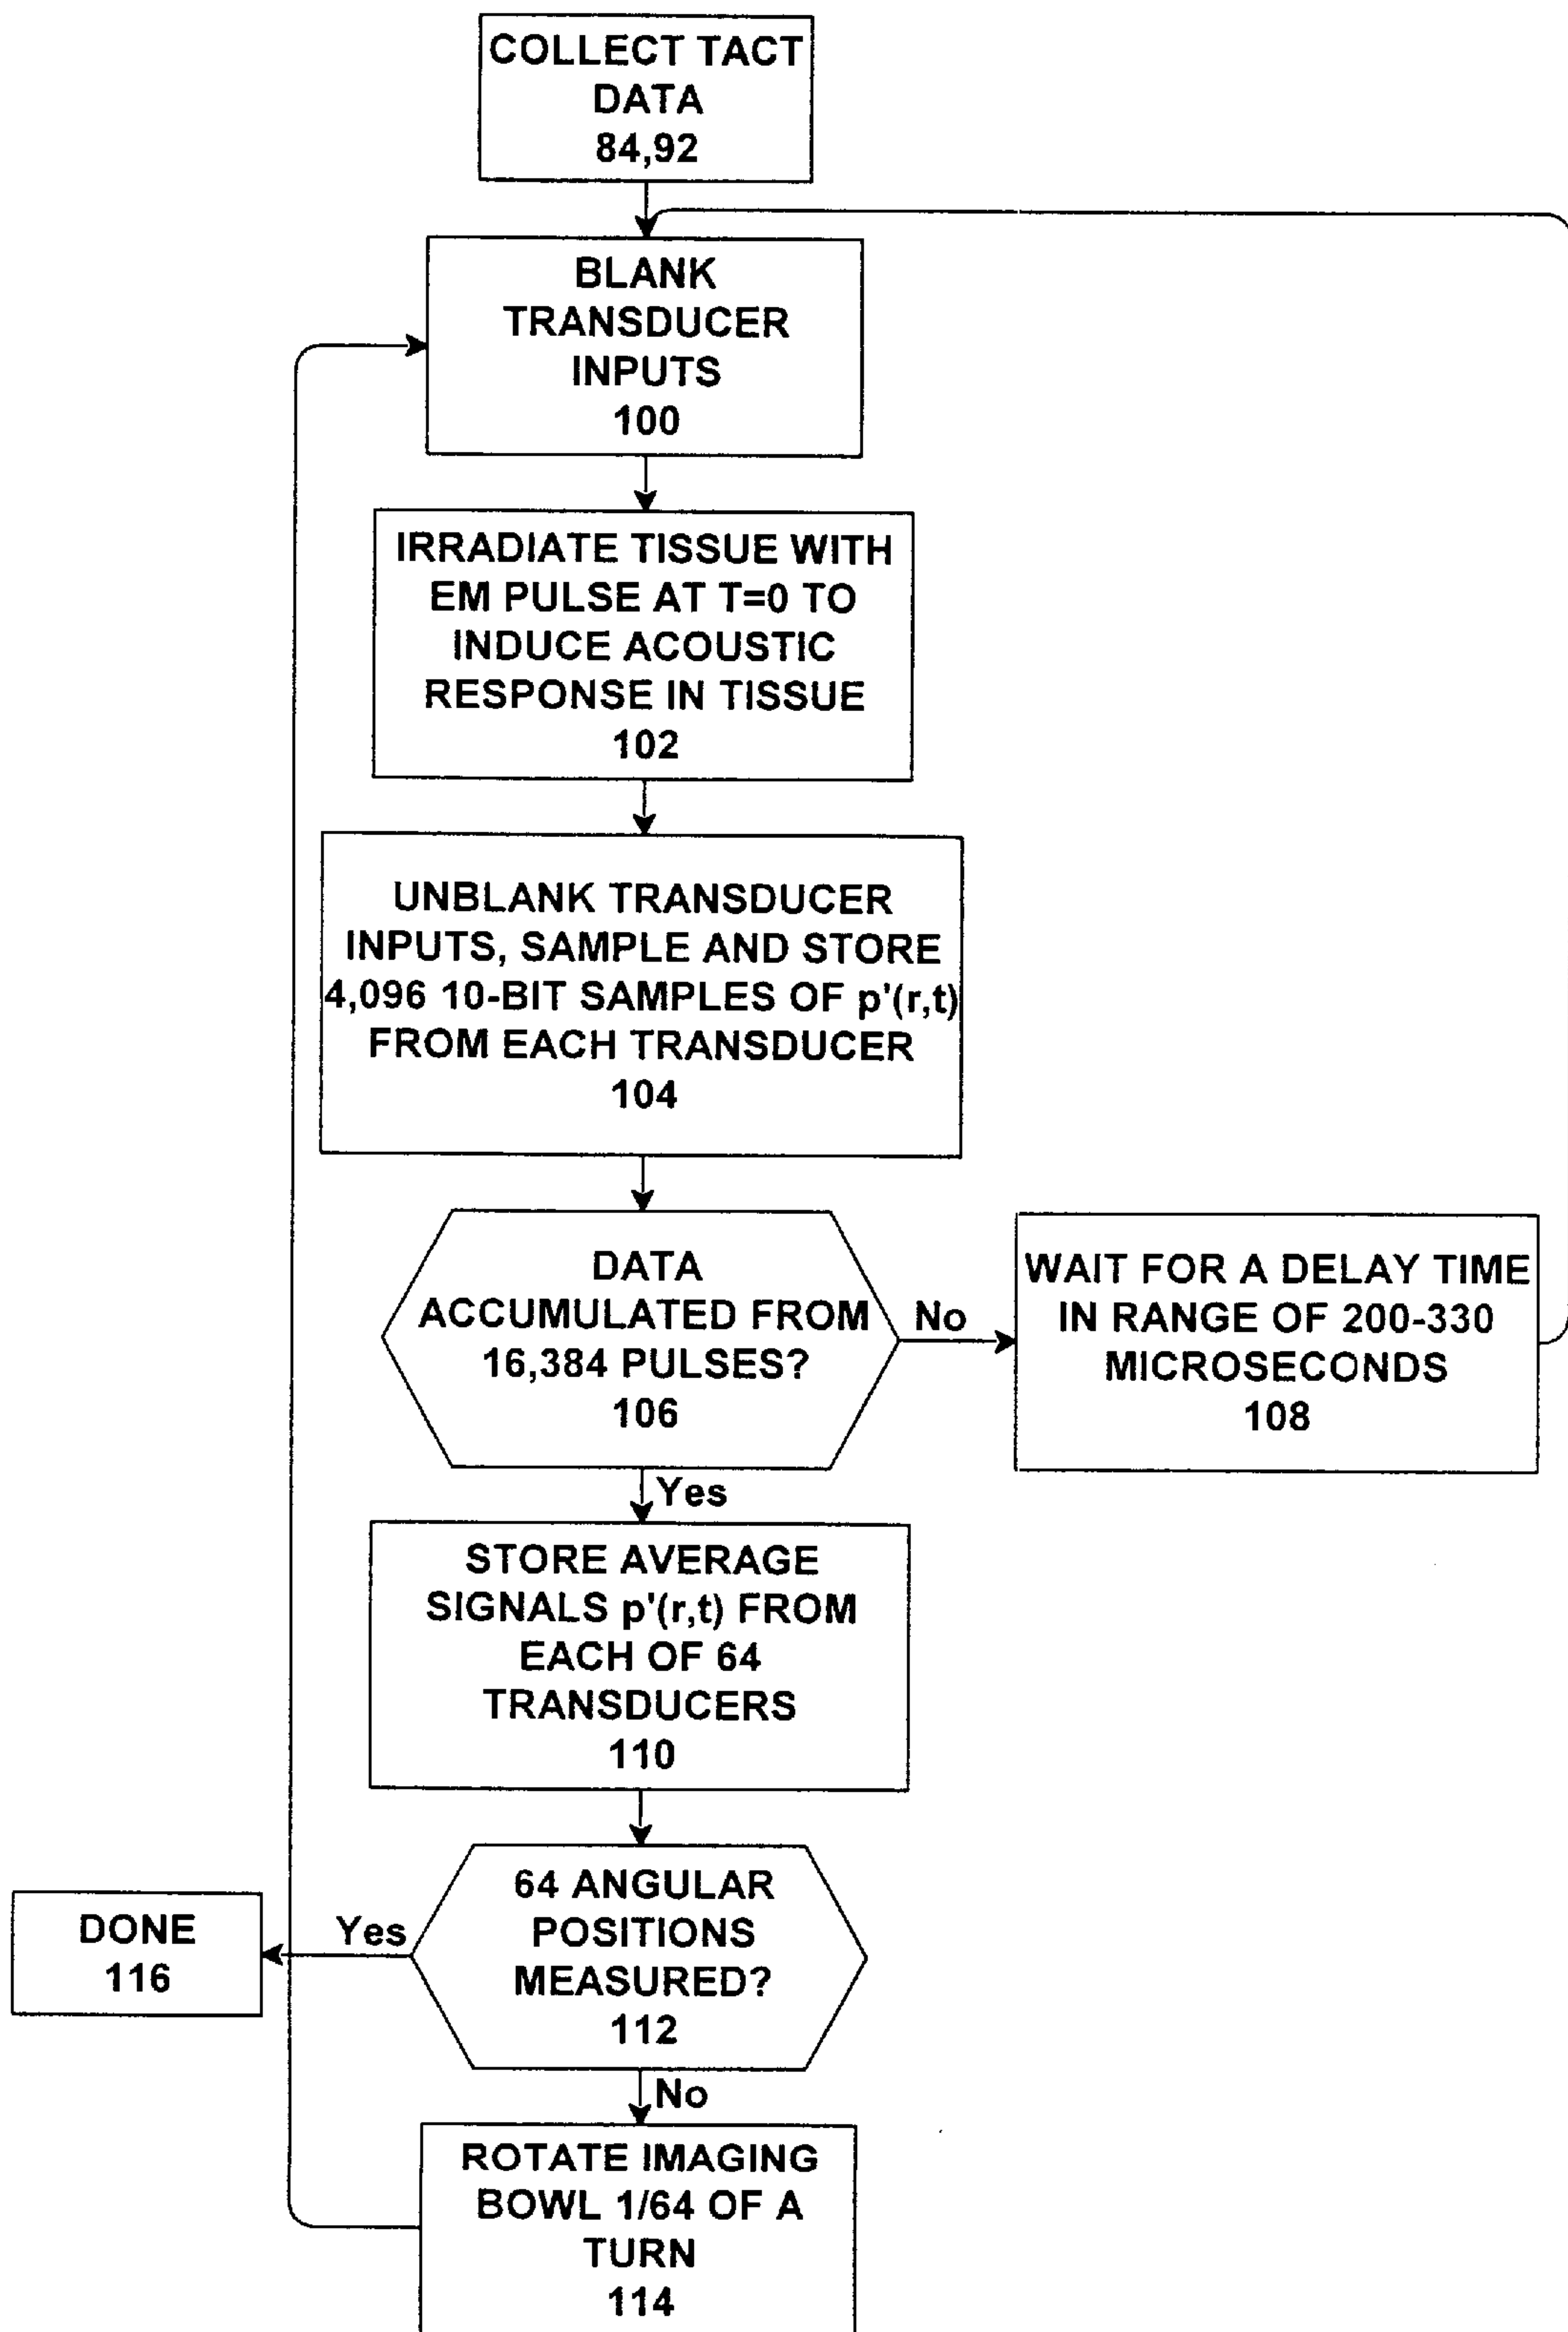 COLLECT TACT
DATA
84,92
BLANK
TRANSDUCER
INPUTS
100
IRRADIATE TISSUE WITH
EM PULSE AT T=0 TO
INDUCE ACOUSTIC
RESPONSE IN TISSUE
102
UNBLANK TRANSDUCER
INPUTS, SAMPLE AND STORE
4,096 10-BIT SAMPLES OF p'(r,t)
FROM EACH TRANSDUCER
104
DATA
ACCUMULATED FROM
16,384 PULSES?
106
No
WAIT FOR A DELAY TIME
IN RANGE OF 200-330
MICROSECONDS
108
Yes
STORE AVERAGE
SIGNALS p'(r,t) FROM
EACH OF 64
TRANSDUCERS
110
64 ANGULAR
POSITIONS
MEASURED?
112
Yes
DONE
116
No
ROTATE IMAGING
BOWL 1/64 OF A
TURN
114